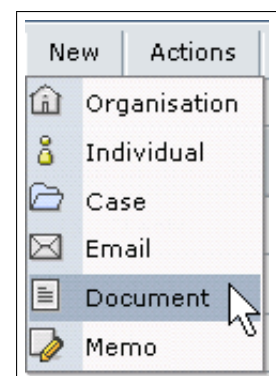 New Actions
Organisation
Individual
Case
Email
Document
Memo